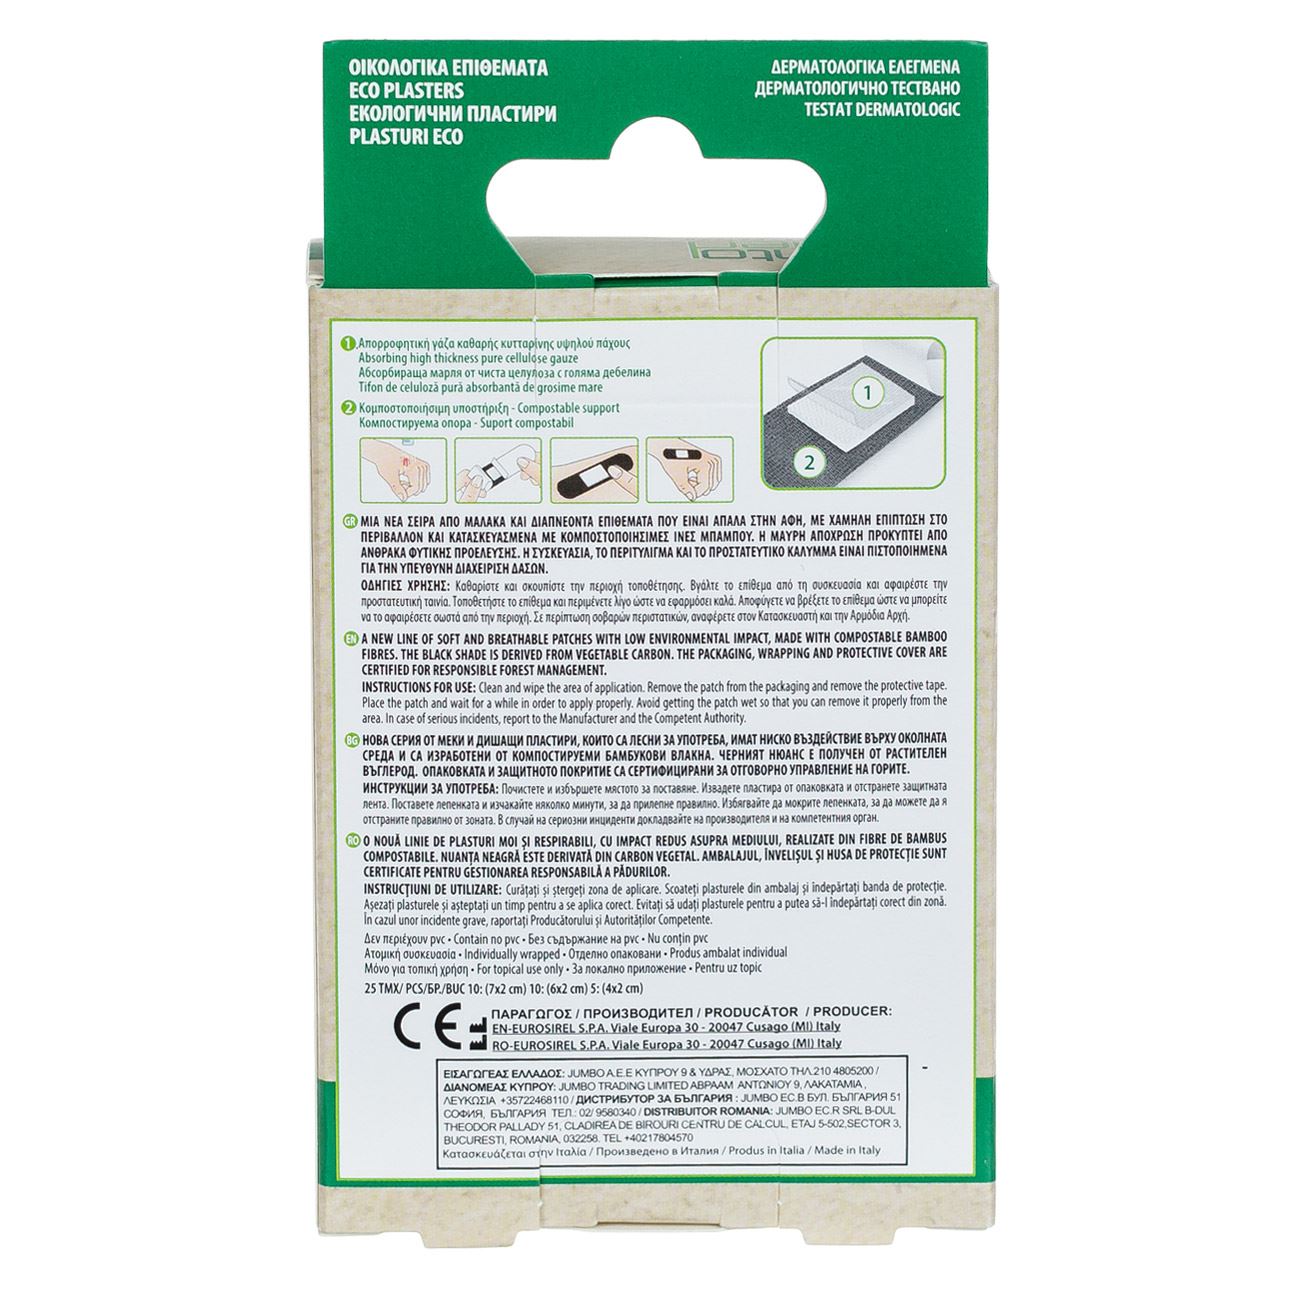 ΟΙΚΟΛΟΓΙΚΑ ΕΠΙΘΕΜΑΤΑ
ECO PLASTERS
ЕКОЛОГИЧНИ ПЛАСТИРИ
PLASTURI ECO
ΔΕΡΜΑΤΟΛΟΓΙΚΑ ΕΛΕΓΜΕΝΑ
ДЕРМАТОЛОГИЧНО ТЕСТВАНО
TESTAT DERMATOLOGIC
1 Απορροφητική γάζα καθαρής κυτταρίνης υψηλού πάχους
Absorbing high thickness pure cellulose gauze
Абсорбираща марля от чиста целулоза с голяма дебелина
Tifon de celuloză pură absorbantă de grosime mare
2 Κομποστοποιήσιμη υποστήριξη - Compostable support
Компостируема опора - Suport compostabil
1
2
GR ΜΙΑ ΝΕΑ ΣΕΙΡΑ ΑΠΟ ΜΑΛΑΚΑ ΚΑΙ ΔΙΑΠΝΕΟΝΤΑ ΕΠΙΘΕΜΑΤΑ ΠΟΥ ΕΙΝΑΙ ΑΠΑΛΑ ΣΤΗΝ ΑΦΗ, ΜΕ ΧΑΜΗΛΗ ΕΠΙΠΤΩΣΗ ΣΤΟ
ΠΕΡΙΒΑΛΛΟΝ ΚΑΙ ΚΑΤΑΣΚΕΥΑΣΜΕΝΑ ΜΕ ΚΟΜΠΟΣΤΟΠΟΙΗΣΙΜΕΣ ΙΝΕΣ ΜΠΑΜΠΟΥ. Η ΜΑΥΡΗ ΑΠΟΧΡΩΣΗ ΠΡΟΚΥΠΤΕΙ ΑΠΟ
ΑΝΘΡΑΚΑ ΦΥΤΙΚΗΣ ΠΡΟΕΛΕΥΣΗΣ. Η ΣΥΣΚΕΥΑΣΙΑ, ΤΟ ΠΕΡΙΤΥΛΙΓΜΑ ΚΑΙ ΤΟ ΠΡΟΣΤΑΤΕΥΤΙΚΟ ΚΑΛΥΜΜΑ ΕΙΝΑΙ ΠΙΣΤΟΠΟΙΗΜΕΝΑ
ΓΙΑ ΤΗΝ ΥΠΕΥΘΥΝΗ ΔΙΑΧΕΙΡΙΣΗ ΔΑΣΩΝ.
ΟΔΗΓΙΕΣ ΧΡΗΣΗΣ: Καθαρίστε και σκουπίστε την περιοχή τοποθέτησης. Βγάλτε το επίθεμα από τη συσκευασία και αφαιρέστε την
προστατευτική ταινία. Τοποθετήστε το επίθεμα και περιμένετε λίγο ώστε να εφαρμόσει καλά. Αποφύγετε να βρέξετε το επίθεμα ώστε να μπορείτε
να το αφαιρέσετε σωστά από την περιοχή. Σε περίπτωση σοβαρών περιστατικών, αναφέρετε στον Κατασκευαστή και την Αρμόδια Αρχή.
EN A NEW LINE OF SOFT AND BREATHABLE PATCHES WITH LOW ENVIRONMENTAL IMPACT, MADE WITH COMPOSTABLE BAMBOO
FIBRES. THE BLACK SHADE IS DERIVED FROM VEGETABLE CARBON. THE PACKAGING, WRAPPING AND PROTECTIVE COVER ARE
CERTIFIED FOR RESPONSIBLE FOREST MANAGEMENT.
INSTRUCTIONS FOR USE: Clean and wipe the area of application. Remove the patch from the packaging and remove the protective tape.
Place the patch and wait for a while in order to apply properly. Avoid getting the patch wet so that you can remove it properly from the
area. In case of serious incidents, report to the Manufacturer and the Competent Authority.
BG НОВА СЕРИЯ ОТ МЕКИ И ДИШАЩИ ПЛАСТИРИ, КОИТО СА ЛЕСНИ ЗА УПОТРЕБА, ИМАТ НИСКО ВЪЗДЕЙСТВИЕ ВЪРХУ ОКОЛНАТА
СРЕДА И СА ИЗРАБОТЕНИ ОТ КОМПОСТИРУЕМИ БАМБУКОВИ ВЛАКНА. ЧЕРНИЯТ НЮАНС Е ПОЛУЧЕН ОТ РАСТИТЕЛЕН
ВЪГЛЕРОД. ОПАКОВКАТА И ЗАЩИТНОТО ПОКРИТИЕ СА СЕРТИФИЦИРАНИ ЗА ОТГОВОРНО УПРАВЛЕНИЕ НА ГОРИТЕ.
ИНСТРУКЦИИ ЗА УПОТРЕБА: Почистете и избършете мястото за поставяне. Извадете пластира от опаковката и отстранете защитната
лента. Поставете лепенката и изчакайте няколко минути, за да прилепне правилно. Избягвайте да мокрите лепенката, за да можете да я
отстраните правилно от зоната. В случай на сериозни инциденти докладвайте на производителя и на компетентния орган.
RO O NOUĂ LINIE DE PLASTURI MOI ȘI RESPIRABILI, CU IMPACT REDUS ASUPRA MEDIULUI, REALIZATE DIN FIBRE DE BAMBUS
COMPOSTABILE. NUANȚA NEAGRĂ ESTE DERIVATĂ DIN CARBON VEGETAL. AMBALAJUL, ÎNVELIȘUL ȘI HUSA DE PROTECȚIE SUNT
CERTIFICATE PENTRU GESTIONAREA RESPONSABILĂ A PĂDURILOR.
INSTRUCȚIUNI DE UTILIZARE: Curățați și ștergeți zona de aplicare. Scoateți plasturele din ambalaj și îndepărtați banda de protecție.
Așezați plasturele și așteptați un timp pentru a se aplica corect. Evitați să udați plasturele pentru a putea să-l îndepărtați corect din zonă.
În cazul unor incidente grave, raportați Producătorului și Autorităților Competente.
Δεν περιέχουν pvc • Contain no pvc • Без съдържание на pvc • Nu conțin pvc
Ατομική συσκευασία • Individually wrapped • Отделно опаковани • Produs ambalat individual
Μόνο για τοπική χρήση • For topical use only • За локално приложение • Pentru uz topic
25 ΤΜΧ/ PCS/БР./BUC 10: (7x2 cm) 10: (6x2 cm) 5: (4x2 cm)
CE
ΠΑΡΑΓΩΓΟΣ / ПРОИЗВОДИТЕЛ / PRODUCĂTOR / PRODUCER:
EN-EUROSIREL S.P.A. Viale Europa 30 - 20047 Cusago (MI) Italy
RO-EUROSIREL S.P.A. Viale Europa 30 - 20047 Cusago (MI) Italy
ΕΙΣΑΓΩΓΕΑΣ ΕΛΛΑΔΟΣ: JUMBO A.E.E ΚΥΠΡΟΥ 9 & ΥΔΡΑΣ, ΜΟΣΧΑΤΟ ΤΗΛ.210 4805200 /
ΔΙΑΝΟΜΕΑΣ ΚΥΠΡΟΥ: JUMBO TRADING LIMITED ΑΒΡΑΑΜ ΑΝΤΩΝΙΟΥ 9, ΛΑΚΑΤΑΜΙΑ,
ΛΕΥΚΩΣΙΑ +35722468110 / ДИСТРИБУТОР ЗА БЪЛГАРИЯ : JUMBO EC.B БУЛ. БЪЛГАРИЯ 51
СОФИЯ, БЪЛГАРИЯ ТЕЛ.: 02/ 9580340 / DISTRIBUITOR ROMANIA: JUMBO EC.R SRL B-DUL
THEODOR PALLADY 51, CLADIREA DE BIROURI CENTRU DE CALCUL, ETAJ 5-502,SECTOR 3,
BUCURESTI, ROMANIA, 032258. TEL +40217804570
Κατασκευάζεται στην Ιταλία / Произведено в Италия / Produs in Italia / Made in Italy